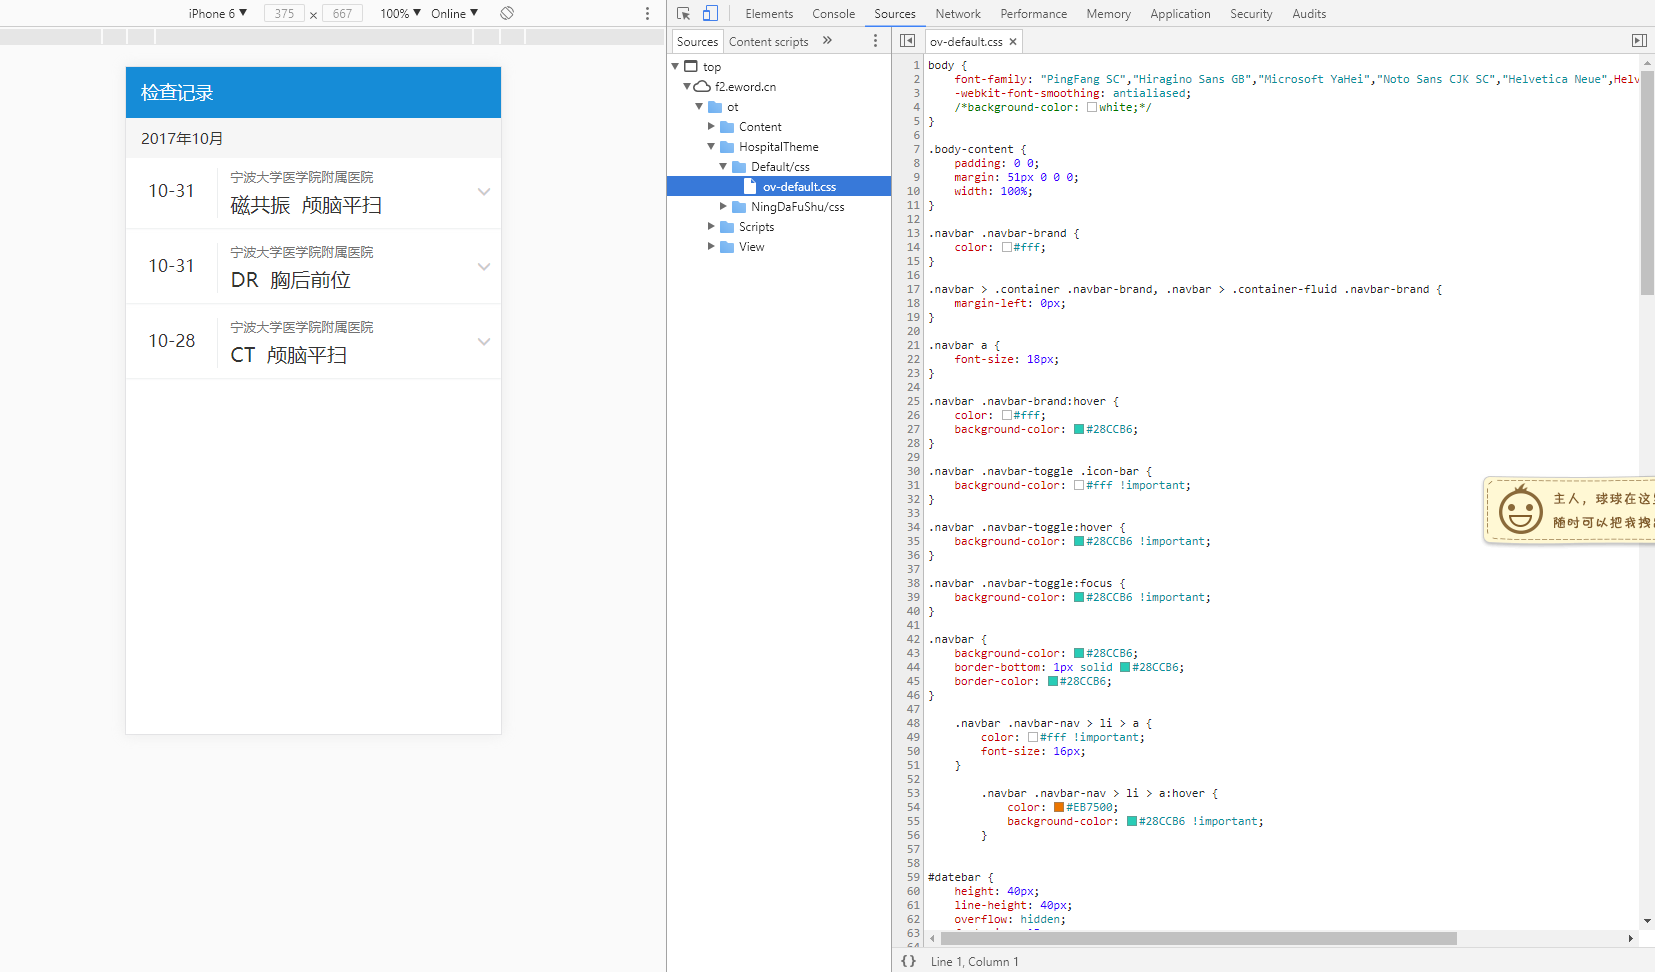 iPhone 6 ▼ 375 × 667 100% ▼ Online ▼
检查记录
2017年10月
10-31
宁波大学医学院附属医院
磁共振 颅脑平扫
10-31
宁波大学医学院附属医院
DR 胸后前位
10-28
宁波大学医学院附属医院
CT 颅脑平扫
Elements Console Sources Network Performance Memory Application Security Audits
Sources Content scripts »
top
f2.eword.cn
ot
Content
HospitalTheme
Default/css
ov-default.css
NingDaFuShu/css
Scripts
View
ov-default.css ×
1 body {
2 font-family: "PingFang SC","Hiragino Sans GB","Microsoft YaHei","Noto Sans CJK SC","Helvetica Neue",Helv
3 -webkit-font-smoothing: antialiased;
4 /*background-color: white;*/
5 }
6
7 .body-content {
8 padding: 0 0;
9 margin: 51px 0 0 0;
10 width: 100%;
11 }
12
13 .navbar .navbar-brand {
14 color: #fff;
15 }
16
17 .navbar > .container .navbar-brand, .navbar > .container-fluid .navbar-brand {
18 margin-left: 0px;
19 }
20
21 .navbar a {
22 font-size: 18px;
23 }
24
25 .navbar .navbar-brand:hover {
26 color: #fff;
27 background-color: #28CCB6;
28 }
29
30 .navbar .navbar-toggle .icon-bar {
31 background-color: #fff !important;
32 }
33
34 .navbar .navbar-toggle:hover {
35 background-color: #28CCB6 !important;
36 }
37
38 .navbar .navbar-toggle:focus {
39 background-color: #28CCB6 !important;
40 }
41
42 .navbar {
43 background-color: #28CCB6;
44 border-bottom: 1px solid #28CCB6;
45 border-color: #28CCB6;
46 }
47
48 .navbar .navbar-nav > li > a {
49 color: #fff !important;
50 font-size: 16px;
51 }
52
53 .navbar .navbar-nav > li > a:hover {
54 color: #EB7500;
55 background-color: #28CCB6 !important;
56 }
57
58
59 #datebar {
60 height: 40px;
61 line-height: 40px;
62 overflow: hidden;
63
主人，球球在这
随时可以把我拽
{} Line 1, Column 1